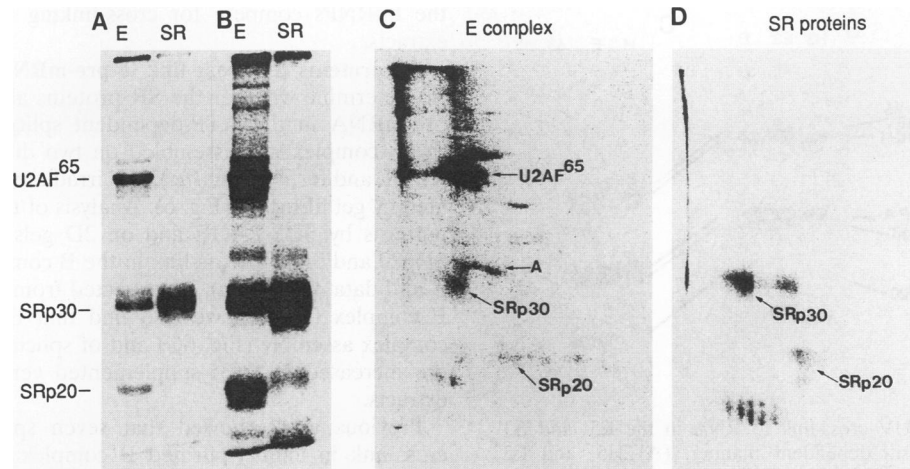 A B C D
E SR E SR E complex SR proteins
U2AF65
U2AF65
A
SRp30
SRp30
SRp30
SRp20
SRp20
SRp20